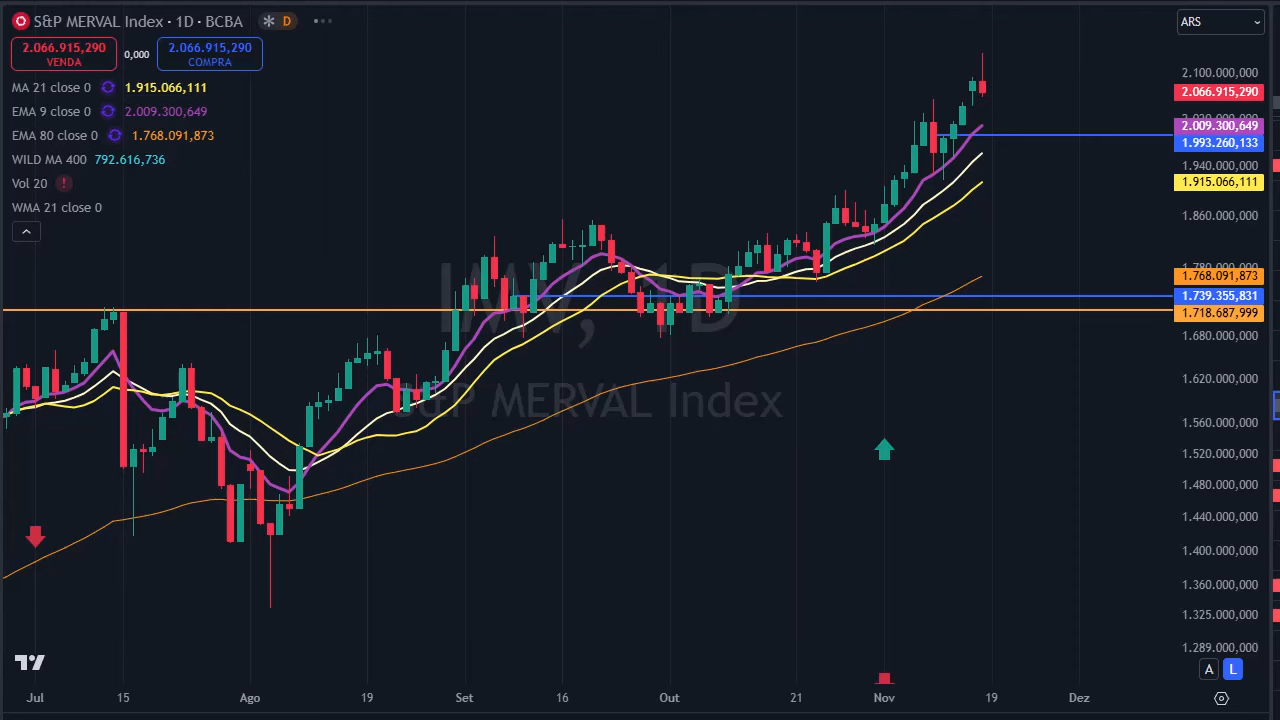 S&P MERVAL Index · 1D · BCBA
D
ARS
2.066.915,290
VENDA
0,000
2.066.915,290
COMPRA
MA 21 close 0
1.915.066,111
EMA 9 close 0
2.009.300,649
EMA 80 close 0
1.768.091,873
WILD MA 400
792.616,736
Vol 20
!
WMA 21 close 0
IMV, 1D
S&P MERVAL Index
2.100.000,000
2.066.915,290
2.009.300,649
1.993.260,133
1.940.000,000
1.915.066,111
1.860.000,000
1.768.091,873
1.739.355,831
1.718.687,999
1.680.000,000
1.620.000,000
1.560.000,000
1.520.000,000
1.480.000,000
1.440.000,000
1.400.000,000
1.360.000,000
1.325.000,000
1.289.000,000
A
L
Jul
15
Ago
19
Set
16
Out
21
Nov
19
Dez